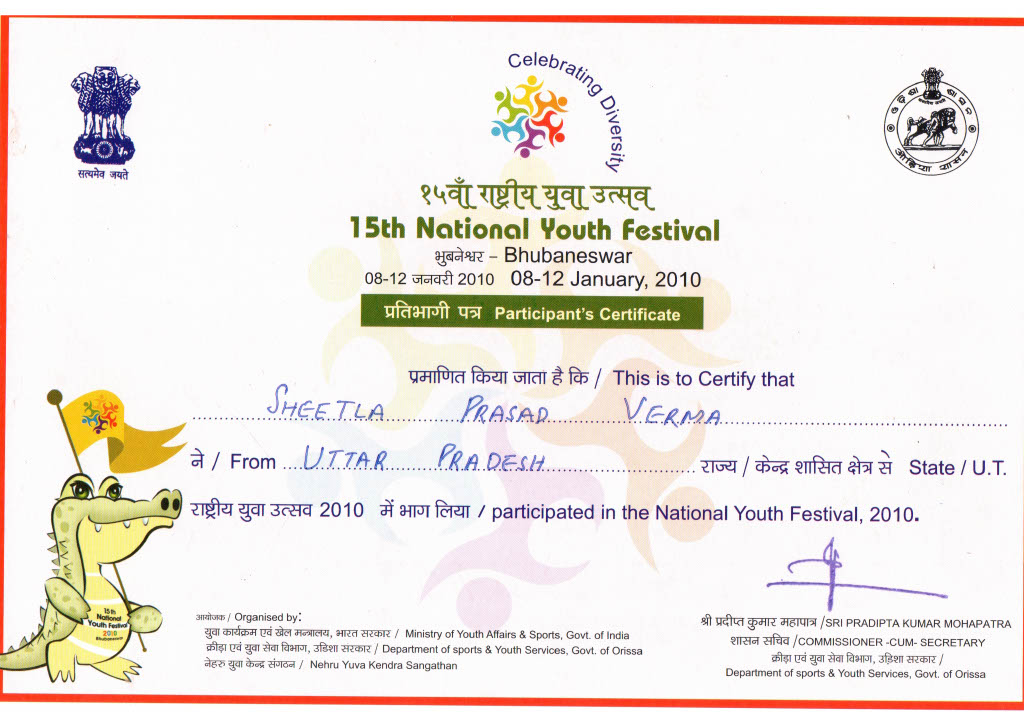 Celebrating Diversity
सत्यमेव जयते
सत्यमेव जयते
ଓଡ଼ିଶା ଶାସନ
ओड़िशा शासन
१५वाँ राष्ट्रीय युवा उत्सव
15th National Youth Festival
भुबनेश्वर – Bhubaneswar
08-12 जनवरी 2010 08-12 January, 2010
प्रतिभागी पत्र Participant's Certificate
प्रमाणित किया जाता है कि / This is to Certify that
SHEETLA PRASAD VERMA
ने / From UTTAR PRADESH राज्य / केन्द्र शासित क्षेत्र से State / U.T.
राष्ट्रीय युवा उत्सव 2010 में भाग लिया / participated in the National Youth Festival, 2010.
15th
National
Youth Festival
2010
Bhubaneswar
आयोजक / Organised by:
युवा कार्यक्रम एवं खेल मन्त्रालय, भारत सरकार / Ministry of Youth Affairs & Sports, Govt. of India
क्रीड़ा एवं युवा सेवा विभाग, उडिशा सरकार / Department of sports & Youth Services, Govt. of Orissa
नेहरु युवा केन्द्र संगठन / Nehru Yuva Kendra Sangathan
श्री प्रदीप्त कुमार महापात्र /SRI PRADIPTA KUMAR MOHAPATRA
शासन सचिव /COMMISSIONER -CUM- SECRETARY
क्रीड़ा एवं युवा सेवा विभाग, उड़िशा सरकार /
Department of sports & Youth Services, Govt. of Orissa